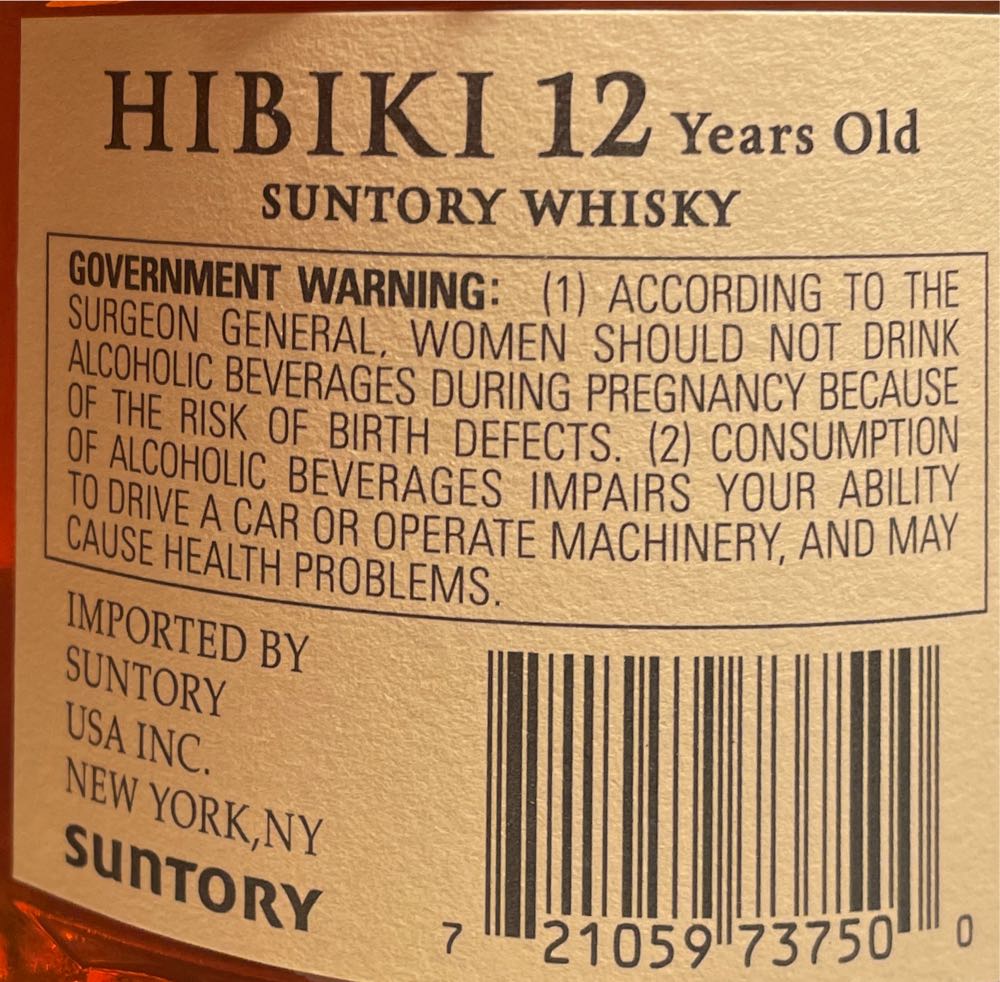 HIBIKI 12 Years Old
SUNTORY WHISKY
GOVERNMENT WARNING: (1) ACCORDING TO THE
SURGEON GENERAL, WOMEN SHOULD NOT DRINK
ALCOHOLIC BEVERAGES DURING PREGNANCY BECAUSE
OF THE RISK OF BIRTH DEFECTS. (2) CONSUMPTION
OF ALCOHOLIC BEVERAGES IMPAIRS YOUR ABILITY
TO DRIVE A CAR OR OPERATE MACHINERY, AND MAY
CAUSE HEALTH PROBLEMS.
IMPORTED BY
SUNTORY
USA INC.
NEW YORK,NY
SUNTORY
7 21059 73750 0